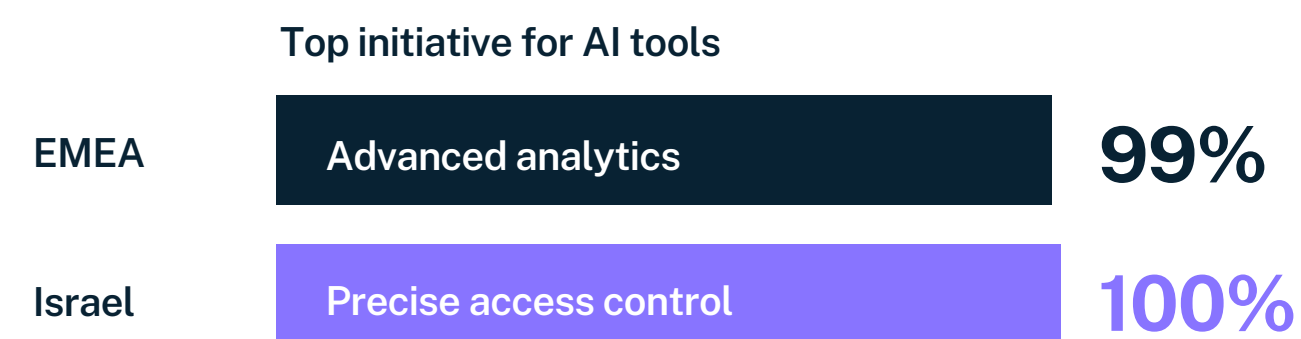 Top initiative for AI tools
EMEA Advanced analytics 99%
Israel Precise access control 100%